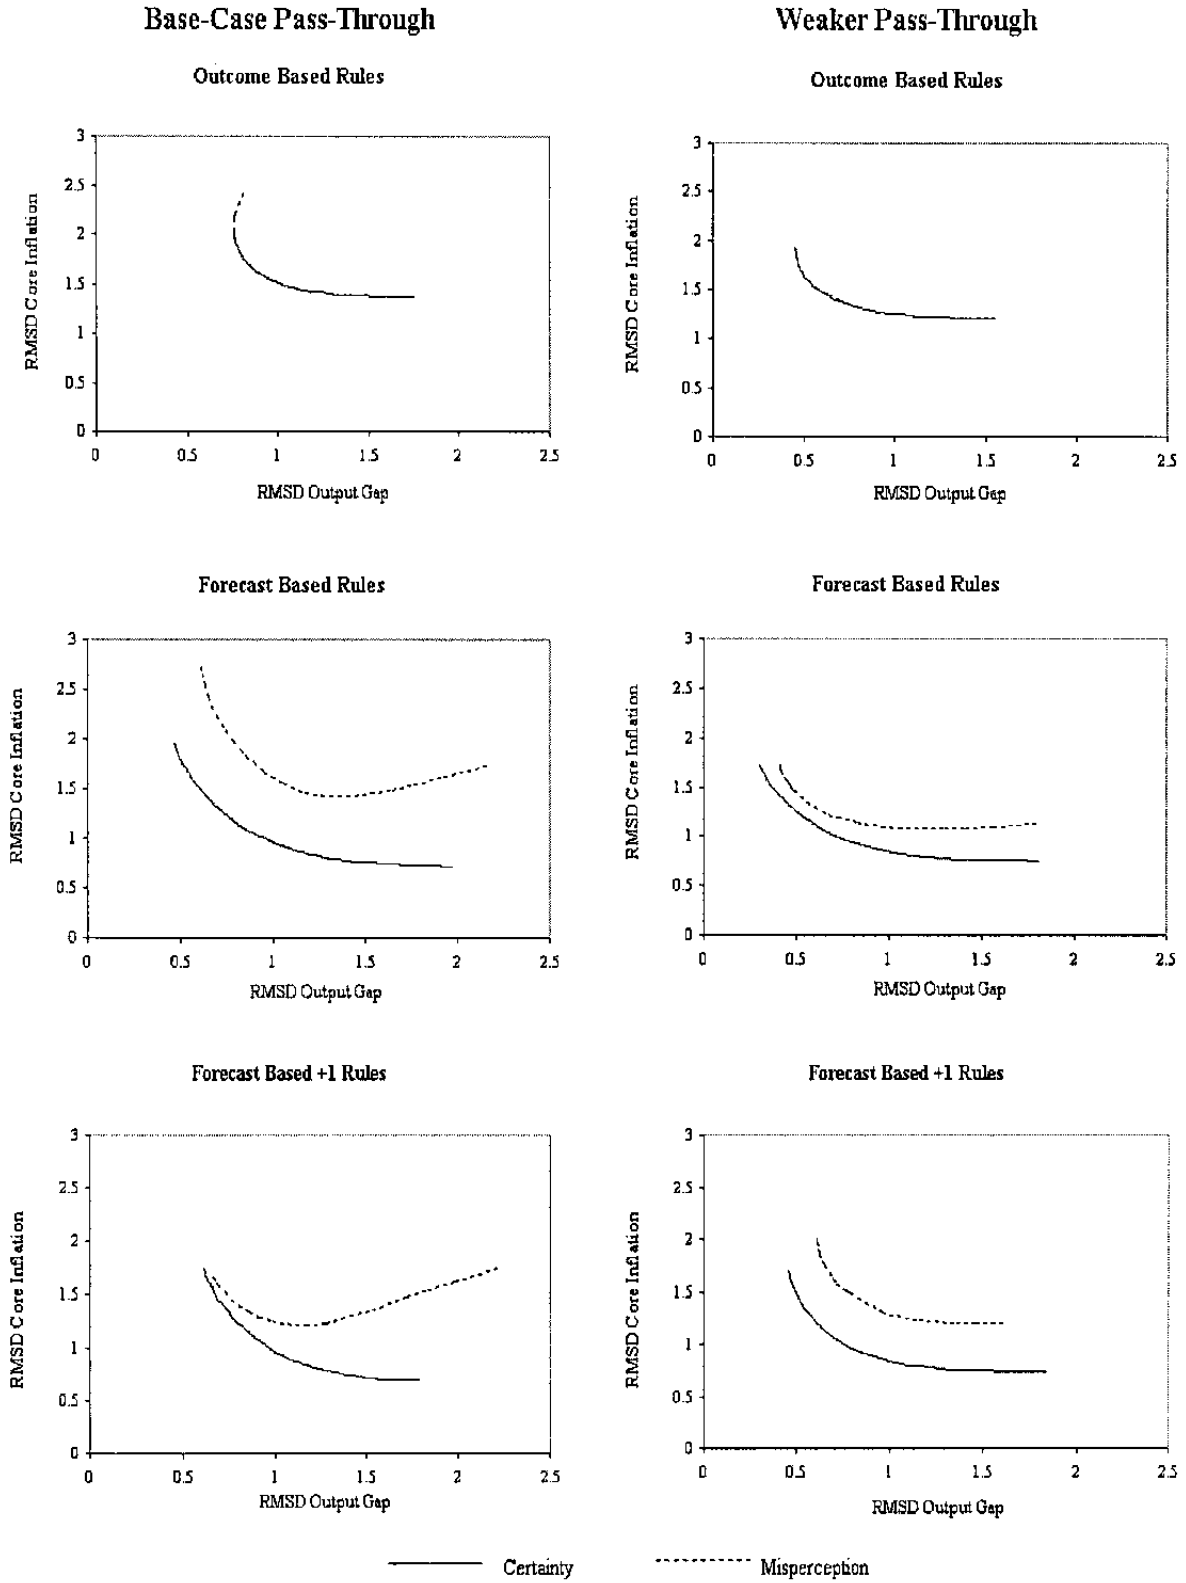 Base-Case Pass-Through
Weaker Pass-Through
Outcome Based Rules
Outcome Based Rules
3
2.5
2
1.5
1
0.5
0
RMSD Core Inflation
0 0.5 1 1.5 2 2.5
RMSD Output Gap
3
2.5
2
1.5
1
0.5
0
RMSD Core Inflation
0 0.5 1 1.5 2 2.5
RMSD Output Gap
Forecast Based Rules
Forecast Based Rules
3
2.5
2
1.5
1
0.5
0
RMSD Core Inflation
0 0.5 1 1.5 2 2.5
RMSD Output Gap
3
2.5
2
1.5
1
0.5
0
RMSD Core Inflation
0 0.5 1 1.5 2 2.5
RMSD Output Gap
Forecast Based +1 Rules
Forecast Based +1 Rules
3
2.5
2
1.5
1
0.5
0
RMSD Core Inflation
0 0.5 1 1.5 2 2.5
RMSD Output Gap
3
2.5
2
1.5
1
0.5
0
RMSD Core Inflation
0 0.5 1 1.5 2 2.5
RMSD Output Gap
Certainty
Misperception